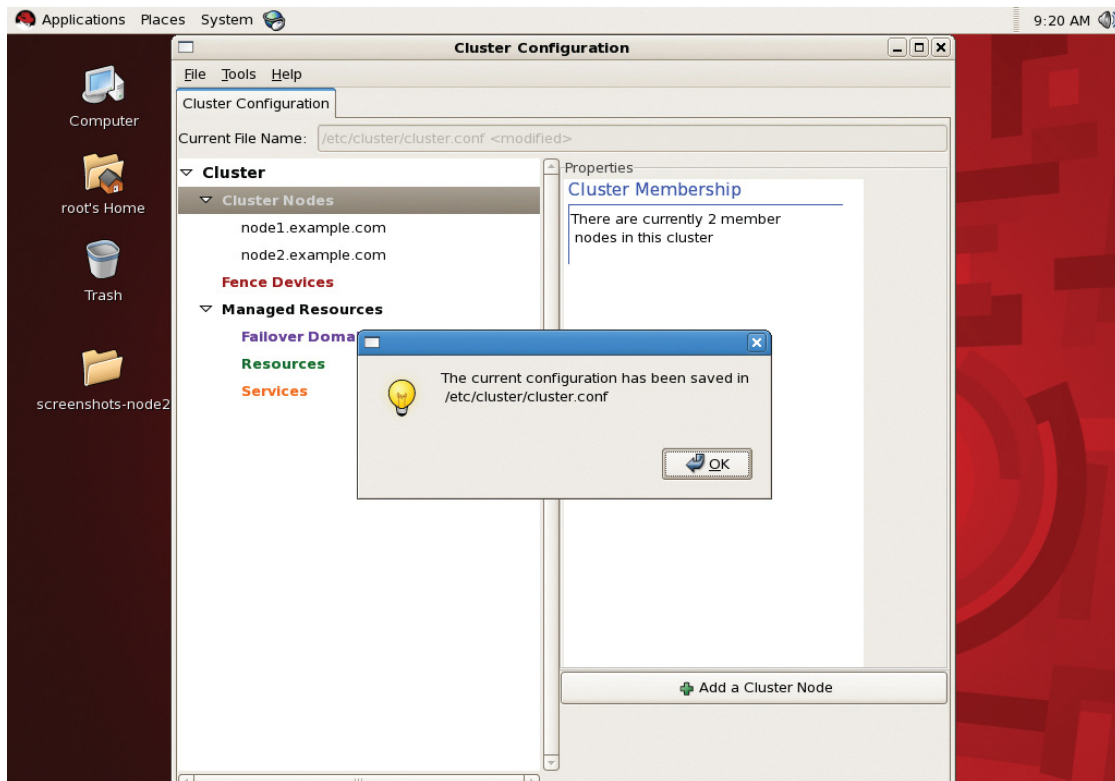 Applications Places System
9:20 AM
Computer
root's Home
Trash
screenshots-node2
Cluster Configuration
File Tools Help
Cluster Configuration
Current File Name: /etc/cluster/cluster.conf <modified>
Cluster
Cluster Nodes
node1.example.com
node2.example.com
Fence Devices
Managed Resources
Failover Doma
Resources
Services
Properties
Cluster Membership
There are currently 2 member
nodes in this cluster
The current configuration has been saved in
/etc/cluster/cluster.conf
OK
Add a Cluster Node